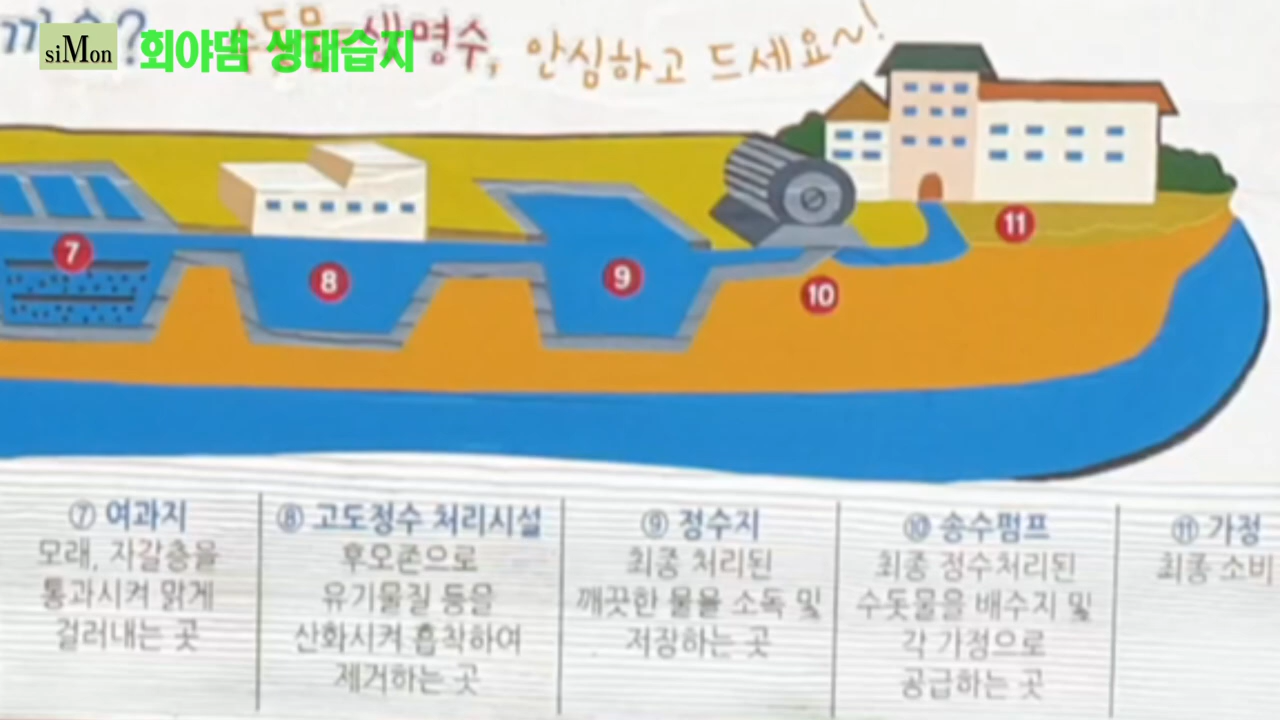 siMon 회야댐 생태습지
수돗물=생명수, 안심하고 드세요~!
7
8
9
10
11
⑦ 여과지
모래, 자갈층을
통과시켜 맑게
걸러내는 곳
⑧ 고도정수 처리시설
후오존으로
유기물질 등을
산화시켜 흡착하여
제거하는 곳
⑨ 정수지
최종 처리된
깨끗한 물을 소독 및
저장하는 곳
⑩ 송수펌프
최종 정수처리된
수돗물을 배수지 및
각 가정으로
공급하는 곳
⑪ 가정
최종 소비